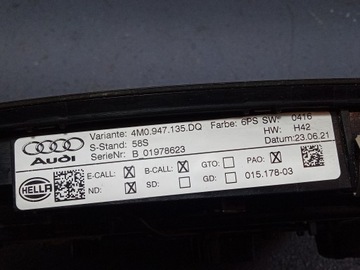 Variante: 4M0.947.135.DQ Farbe: 6PS SW: 0416
S-Stand: 58S HW: H42
SerieNr: B 01978623 Datum: 23.06.21
Audi
E-CALL: B-CALL: GTO: PAO:
ND: SD: GD: 015.178-03
HELLA